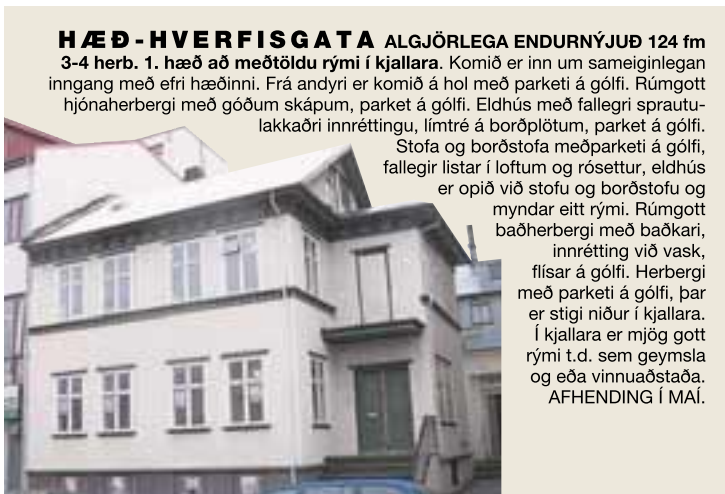 HÆÐ-HVERFISGATA ALGJÖRLEGA ENDURNÝJUÐ 124 fm
3-4 herb. 1. hæð að meðtöldu rými í kjallara. Komið er inn um sameiginlegan
inngang með efri hæðinni. Frá andyri er komið á hol með parketi á gólfi. Rúmgott
hjónaherbergi með góðum skápum, parket á gólfi. Eldhús með fallegri sprautu-
lakkaðri innréttingu, límtré á borðplötum, parket á gólfi.
Stofa og borðstofa meðparketi á gólfi,
fallegir listar í loftum og rósettur, eldhús
er opið við stofu og borðstofu og
myndar eitt rými. Rúmgott
baðherbergi með baðkari,
innrétting við vask,
flísar á gólfi. Herbergi
með parketi á gólfi, þar
er stigi niður í kjallara.
Í kjallara er mjög gott
rými t.d. sem geymsla
og eða vinnuaðstaða.
AFHENDING Í MAÍ.